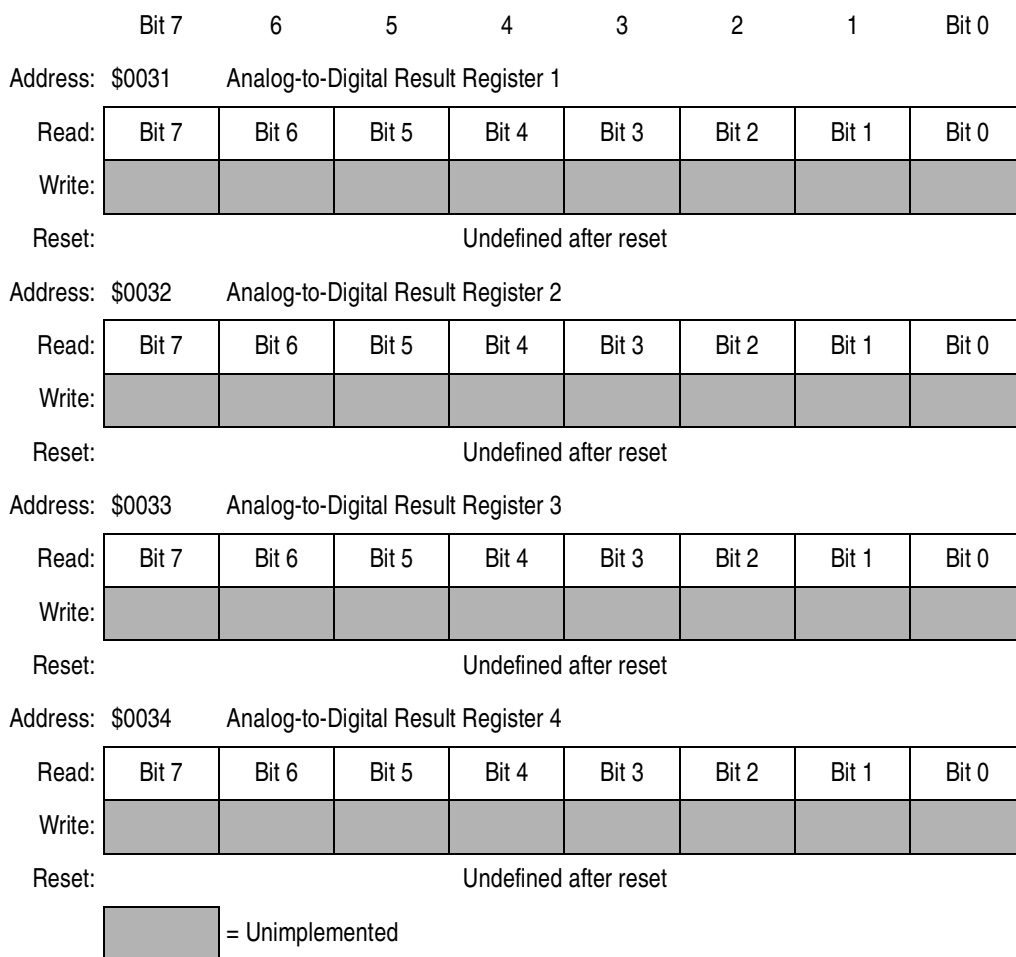 Bit 7 6 5 4 3 2 1 Bit 0
Address: $0031 Analog-to-Digital Result Register 1
Read: Bit 7 Bit 6 Bit 5 Bit 4 Bit 3 Bit 2 Bit 1 Bit 0
Write:
Reset: Undefined after reset
Address: $0032 Analog-to-Digital Result Register 2
Read: Bit 7 Bit 6 Bit 5 Bit 4 Bit 3 Bit 2 Bit 1 Bit 0
Write:
Reset: Undefined after reset
Address: $0033 Analog-to-Digital Result Register 3
Read: Bit 7 Bit 6 Bit 5 Bit 4 Bit 3 Bit 2 Bit 1 Bit 0
Write:
Reset: Undefined after reset
Address: $0034 Analog-to-Digital Result Register 4
Read: Bit 7 Bit 6 Bit 5 Bit 4 Bit 3 Bit 2 Bit 1 Bit 0
Write:
Reset: Undefined after reset
= Unimplemented